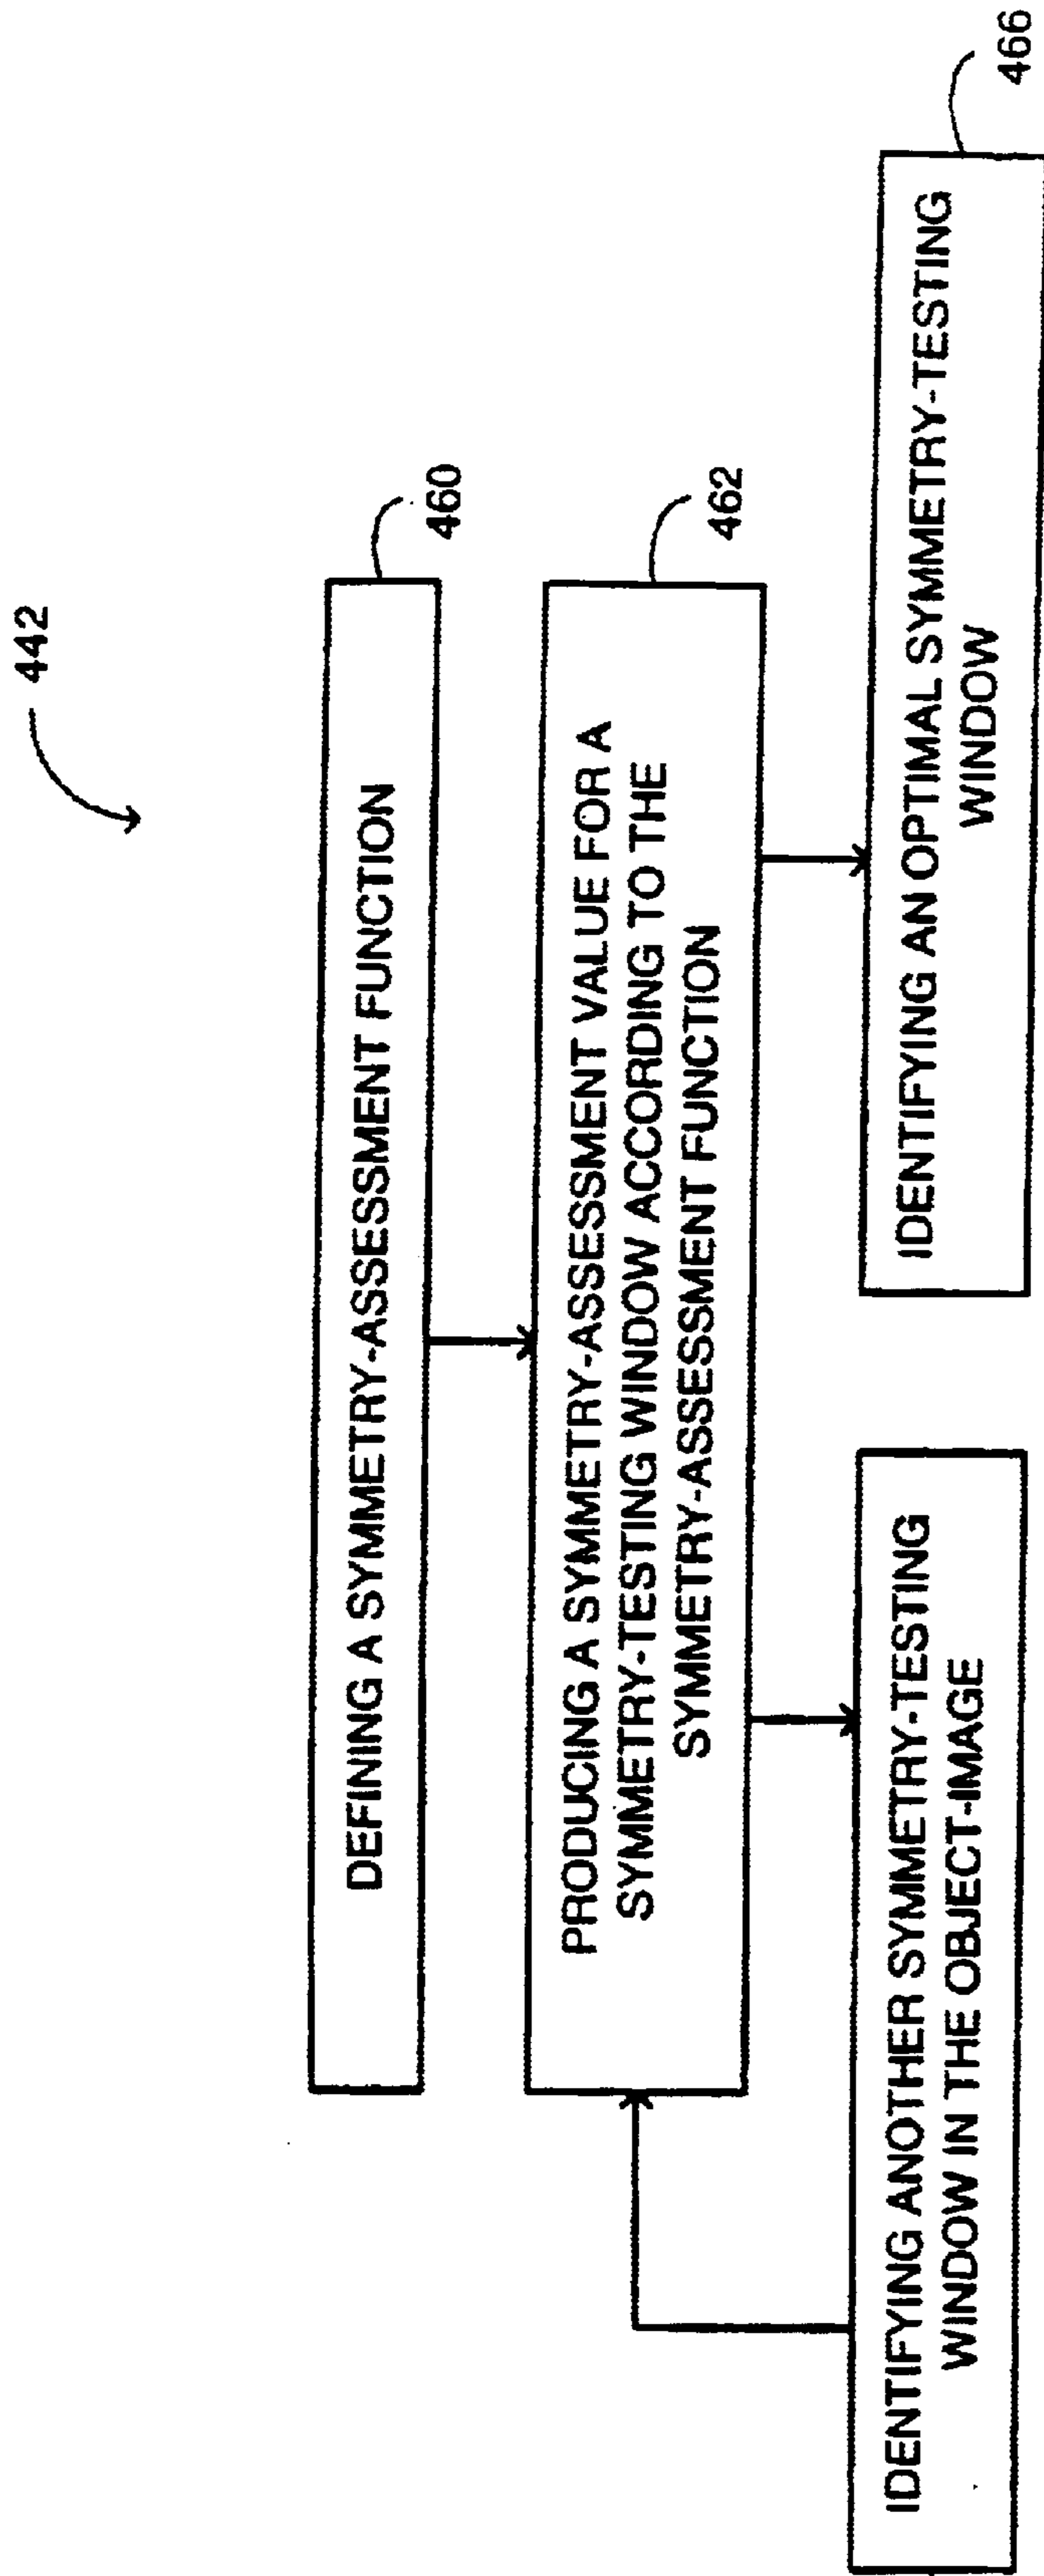 442
DEFINING A SYMMETRY-ASSESSMENT FUNCTION
460
PRODUCING A SYMMETRY-ASSESSMENT VALUE FOR A
SYMMETRY-TESTING WINDOW ACCORDING TO THE
SYMMETRY-ASSESSMENT FUNCTION
462
IDENTIFYING ANOTHER SYMMETRY-TESTING
WINDOW IN THE OBJECT-IMAGE
IDENTIFYING AN OPTIMAL SYMMETRY-TESTING
WINDOW
466